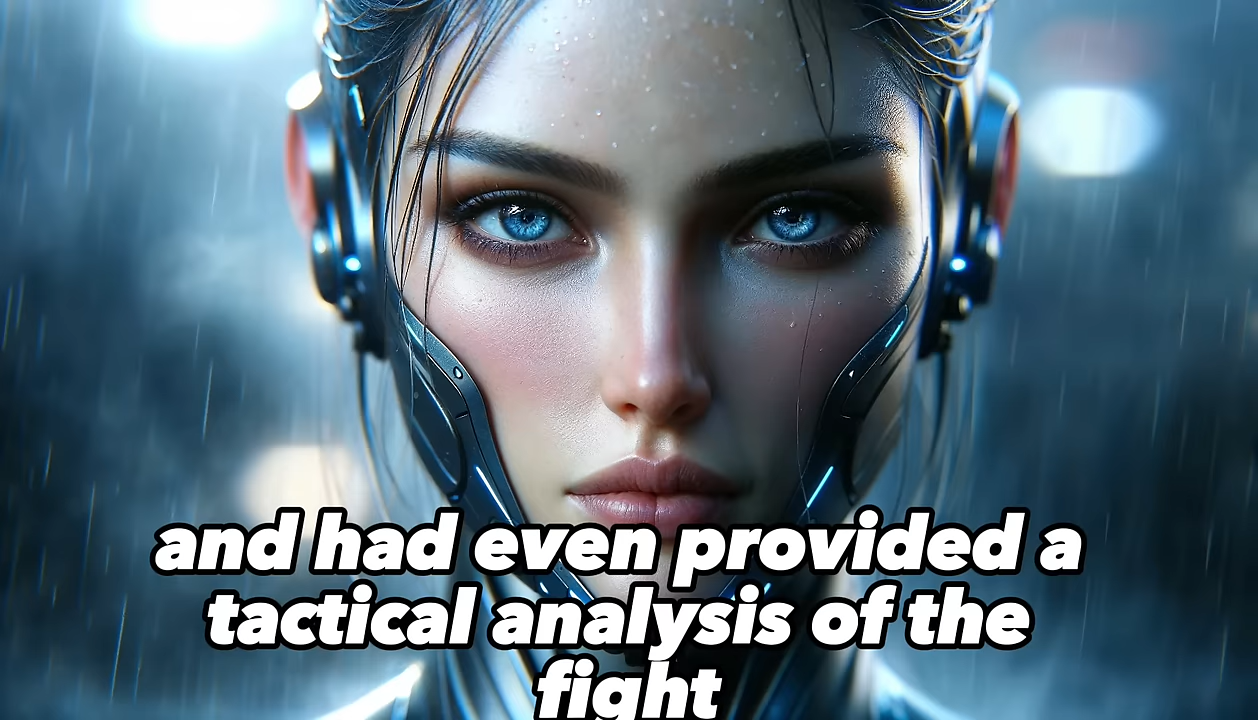 and had even provided a
tactical analysis of the
fight